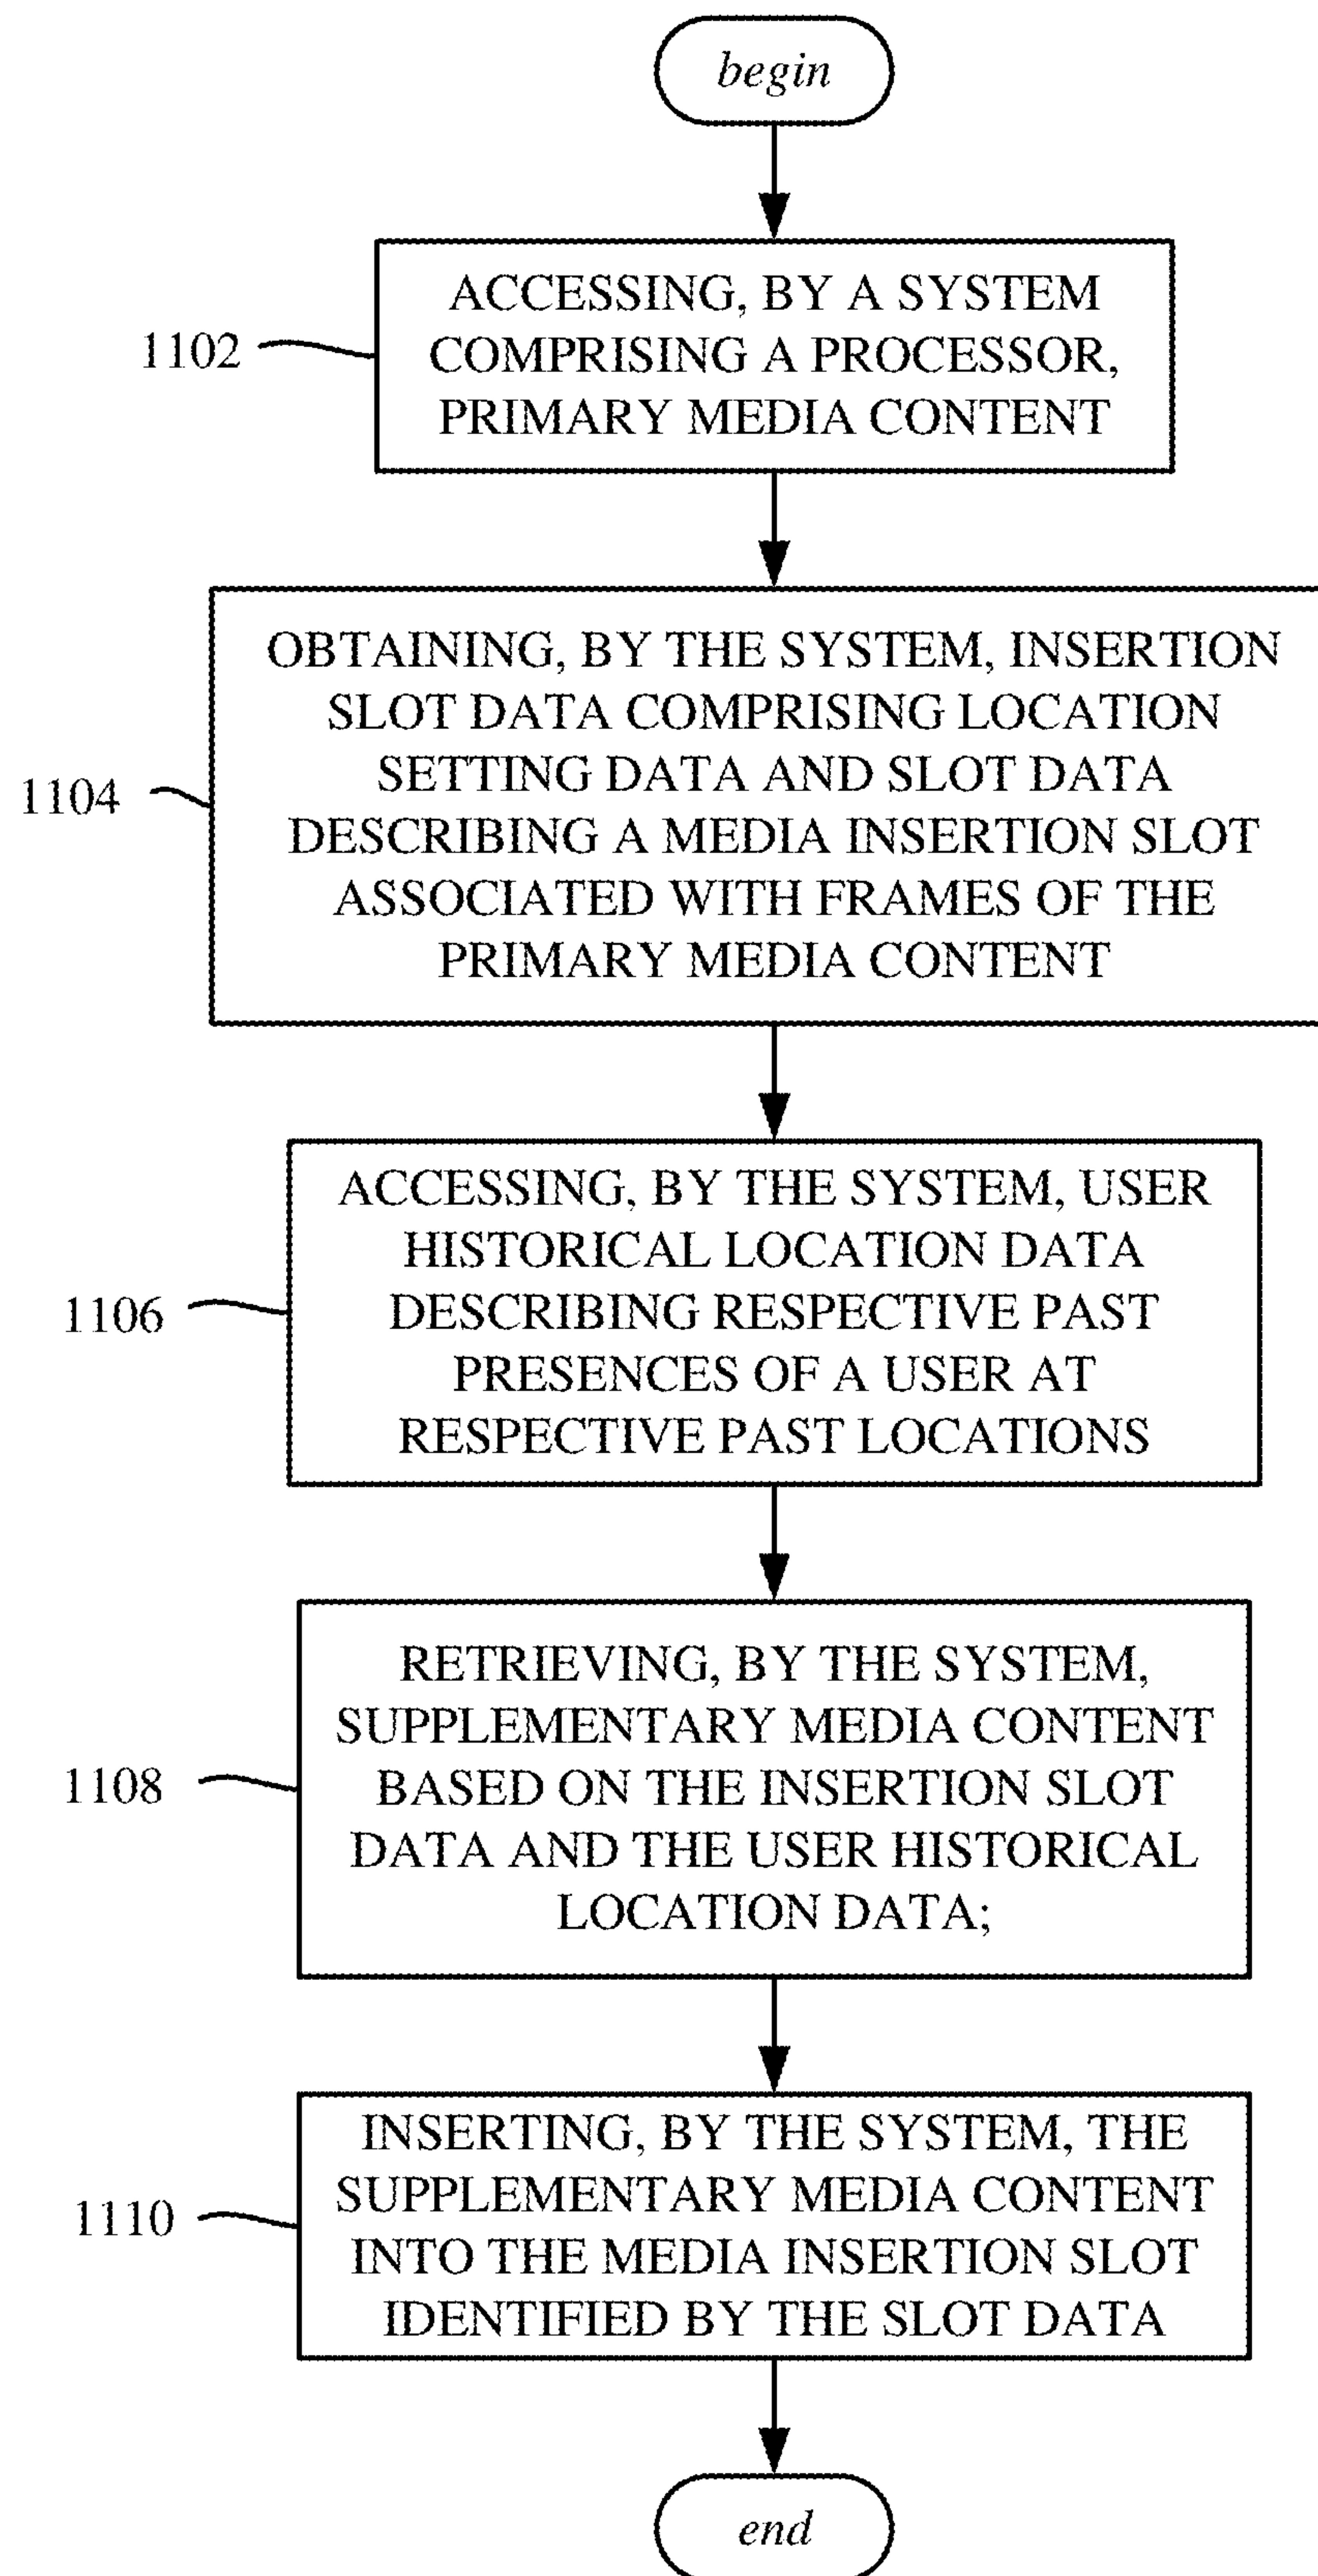 begin
1102
ACCESSING, BY A SYSTEM
COMPRISING A PROCESSOR,
PRIMARY MEDIA CONTENT
1104
OBTAINING, BY THE SYSTEM, INSERTION
SLOT DATA COMPRISING LOCATION
SETTING DATA AND SLOT DATA
DESCRIBING A MEDIA INSERTION SLOT
ASSOCIATED WITH FRAMES OF THE
PRIMARY MEDIA CONTENT
1106
ACCESSING, BY THE SYSTEM, USER
HISTORICAL LOCATION DATA
DESCRIBING RESPECTIVE PAST
PRESENCES OF A USER AT
RESPECTIVE PAST LOCATIONS
1108
RETRIEVING, BY THE SYSTEM,
SUPPLEMENTARY MEDIA CONTENT
BASED ON THE INSERTION SLOT
DATA AND THE USER HISTORICAL
LOCATION DATA;
1110
INSERTING, BY THE SYSTEM, THE
SUPPLEMENTARY MEDIA CONTENT
INTO THE MEDIA INSERTION SLOT
IDENTIFIED BY THE SLOT DATA
end